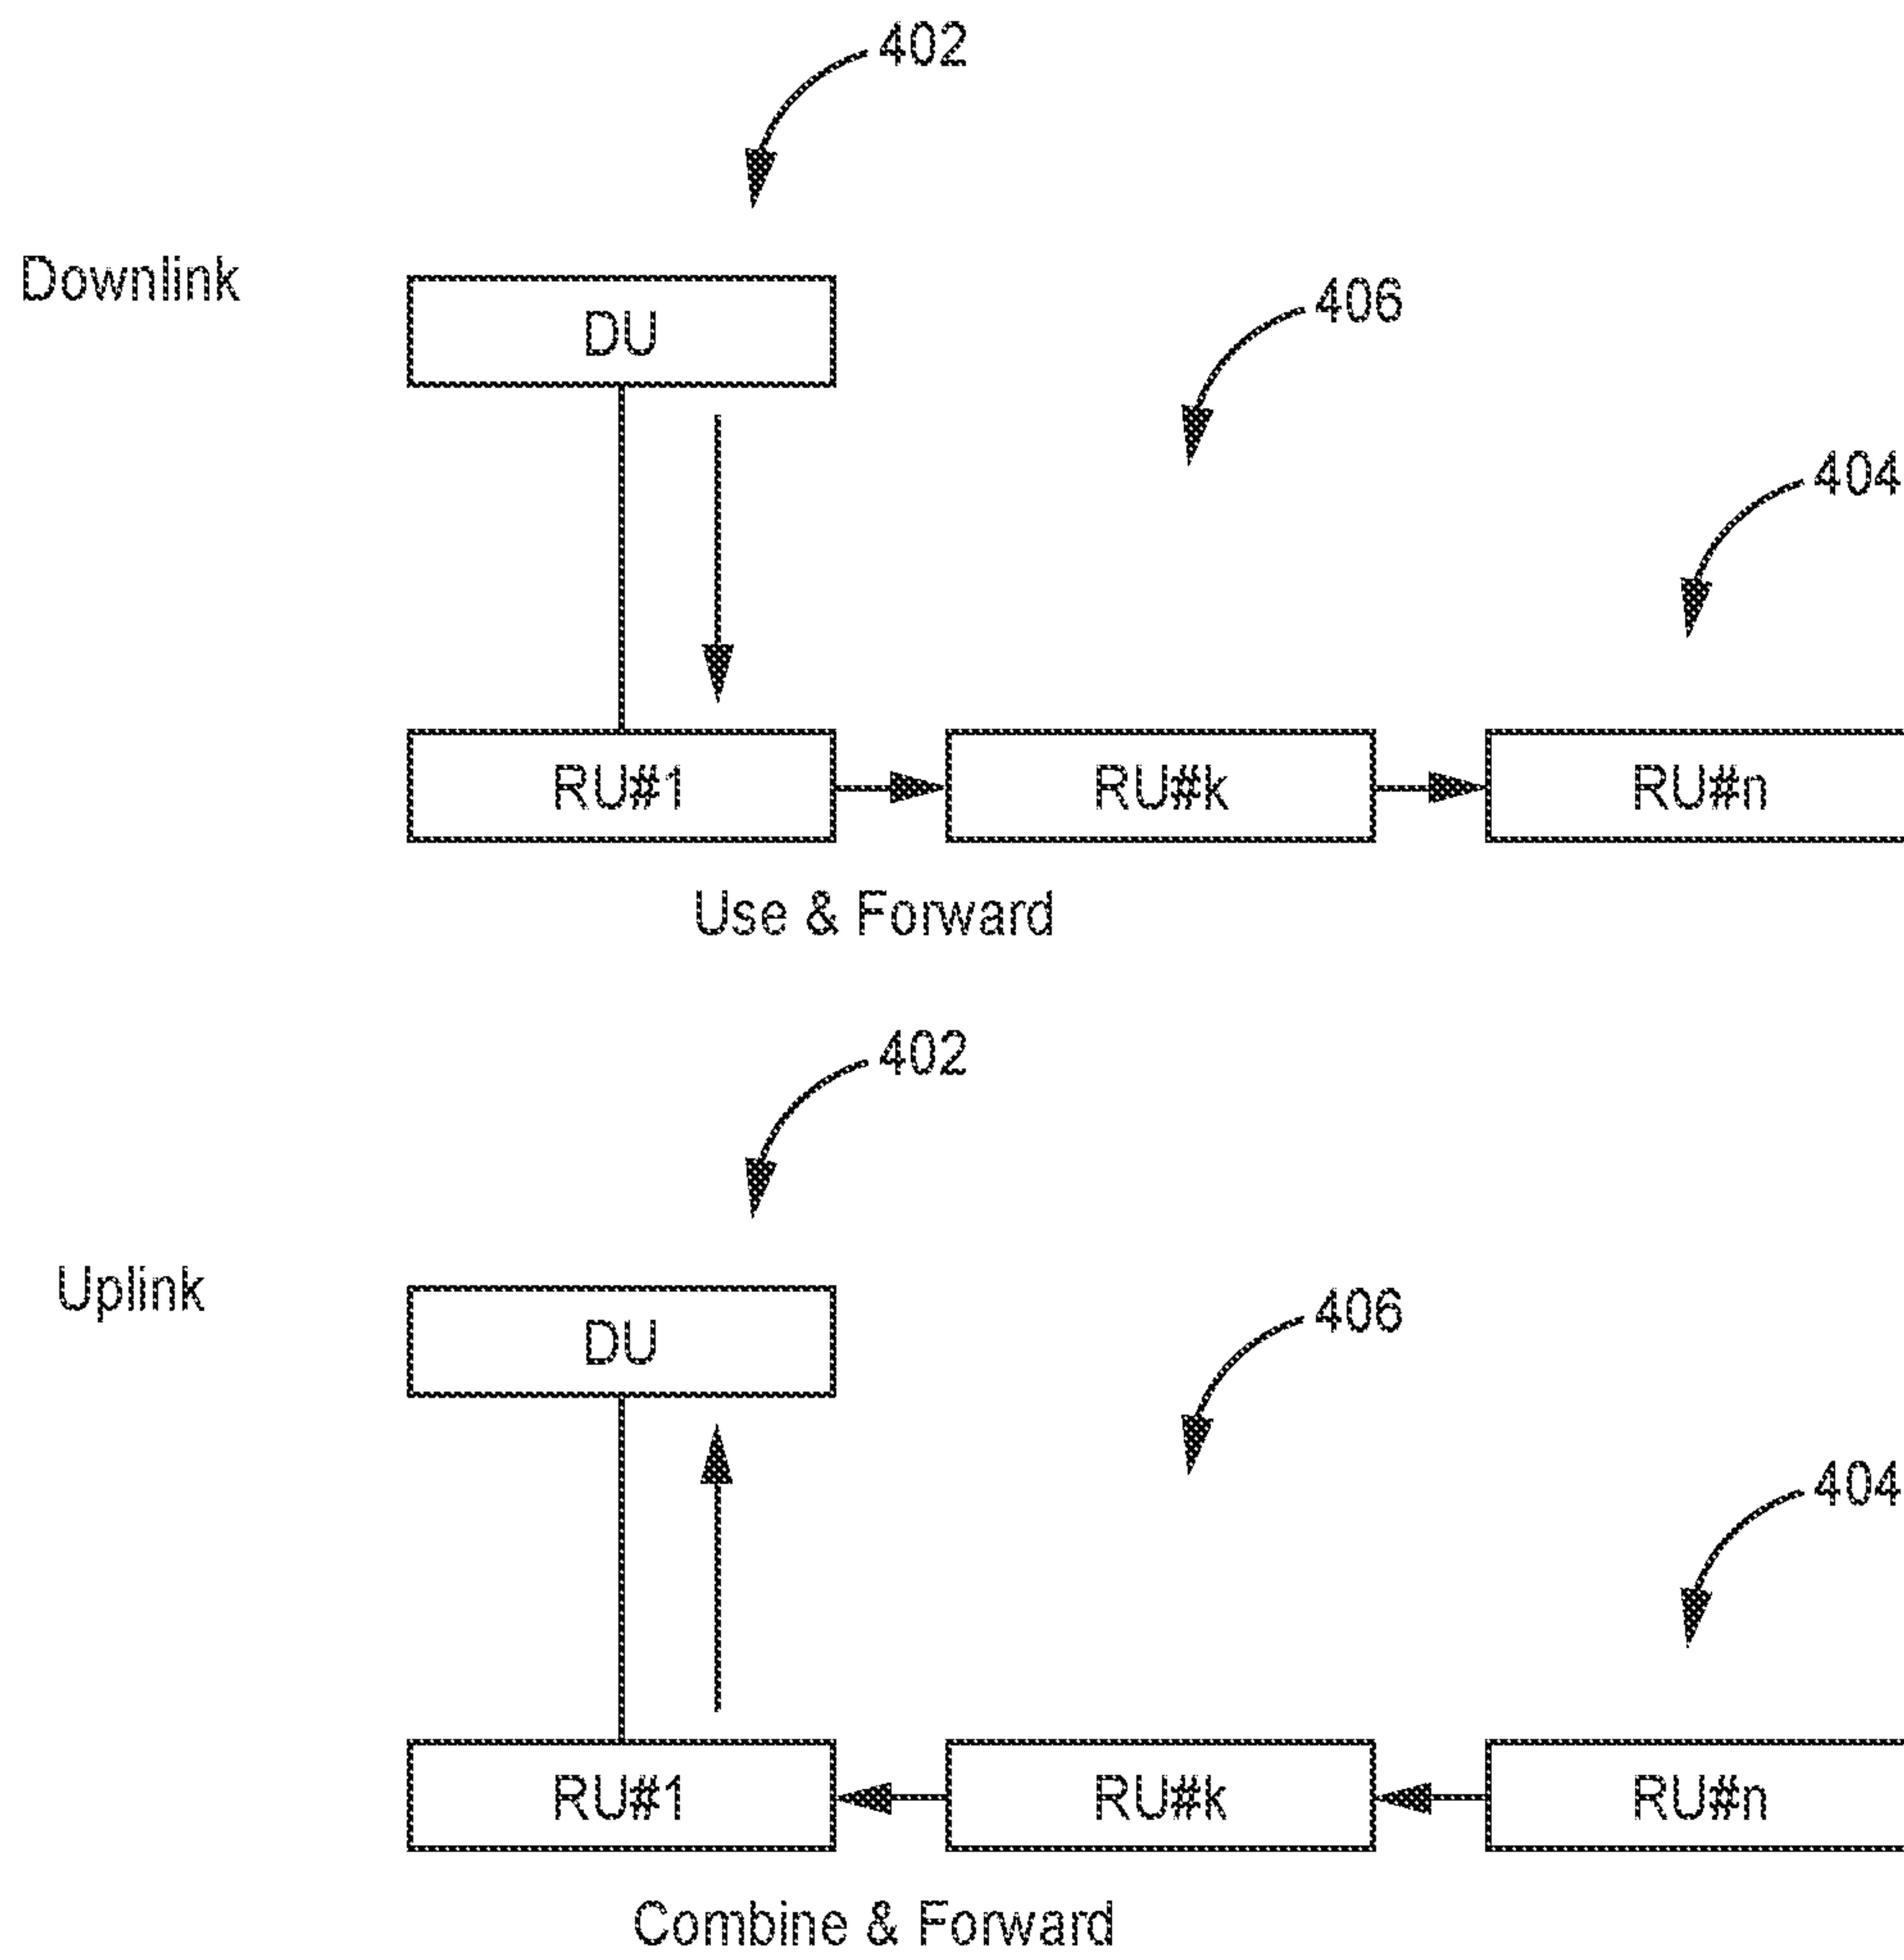 402
Downlink
DU
406
404
RU#1
RU#k
RU#n
Use & Forward
402
Uplink
DU
406
404
RU#1
RU#k
RU#n
Combine & Forward